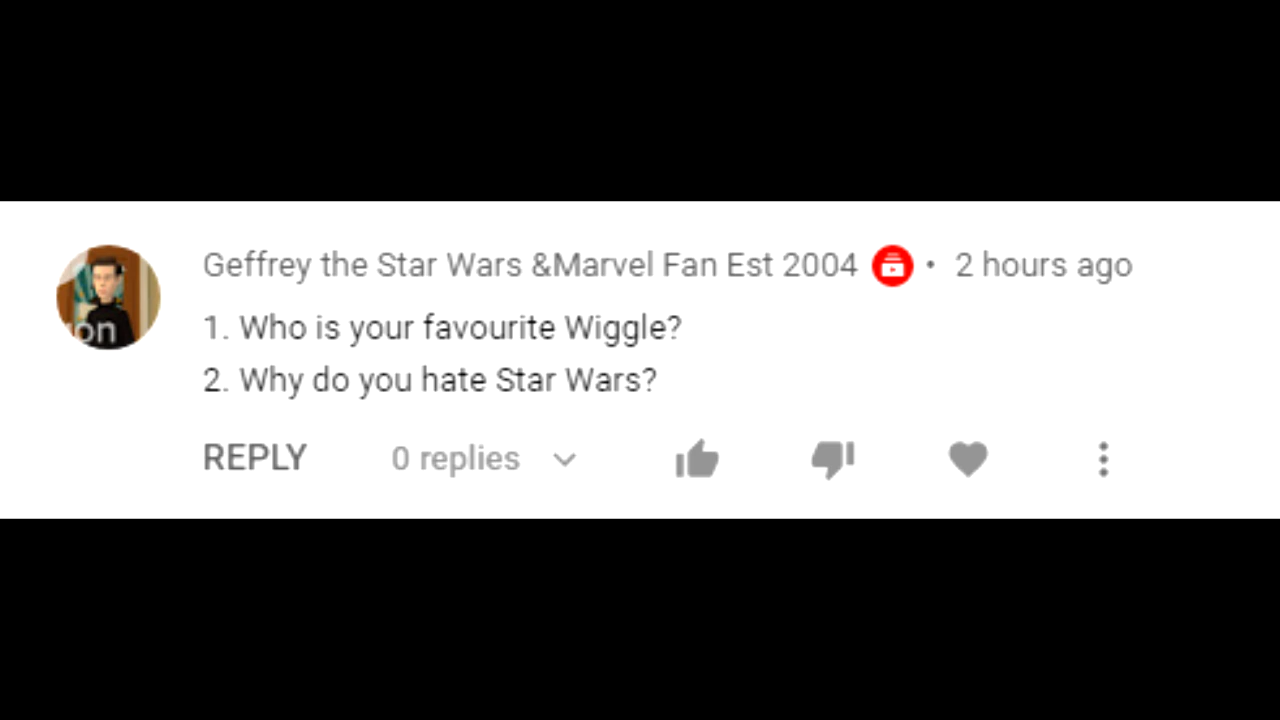 Geffrey the Star Wars &Marvel Fan Est 2004 • 2 hours ago
1. Who is your favourite Wiggle?
2. Why do you hate Star Wars?
on
REPLY 0 replies